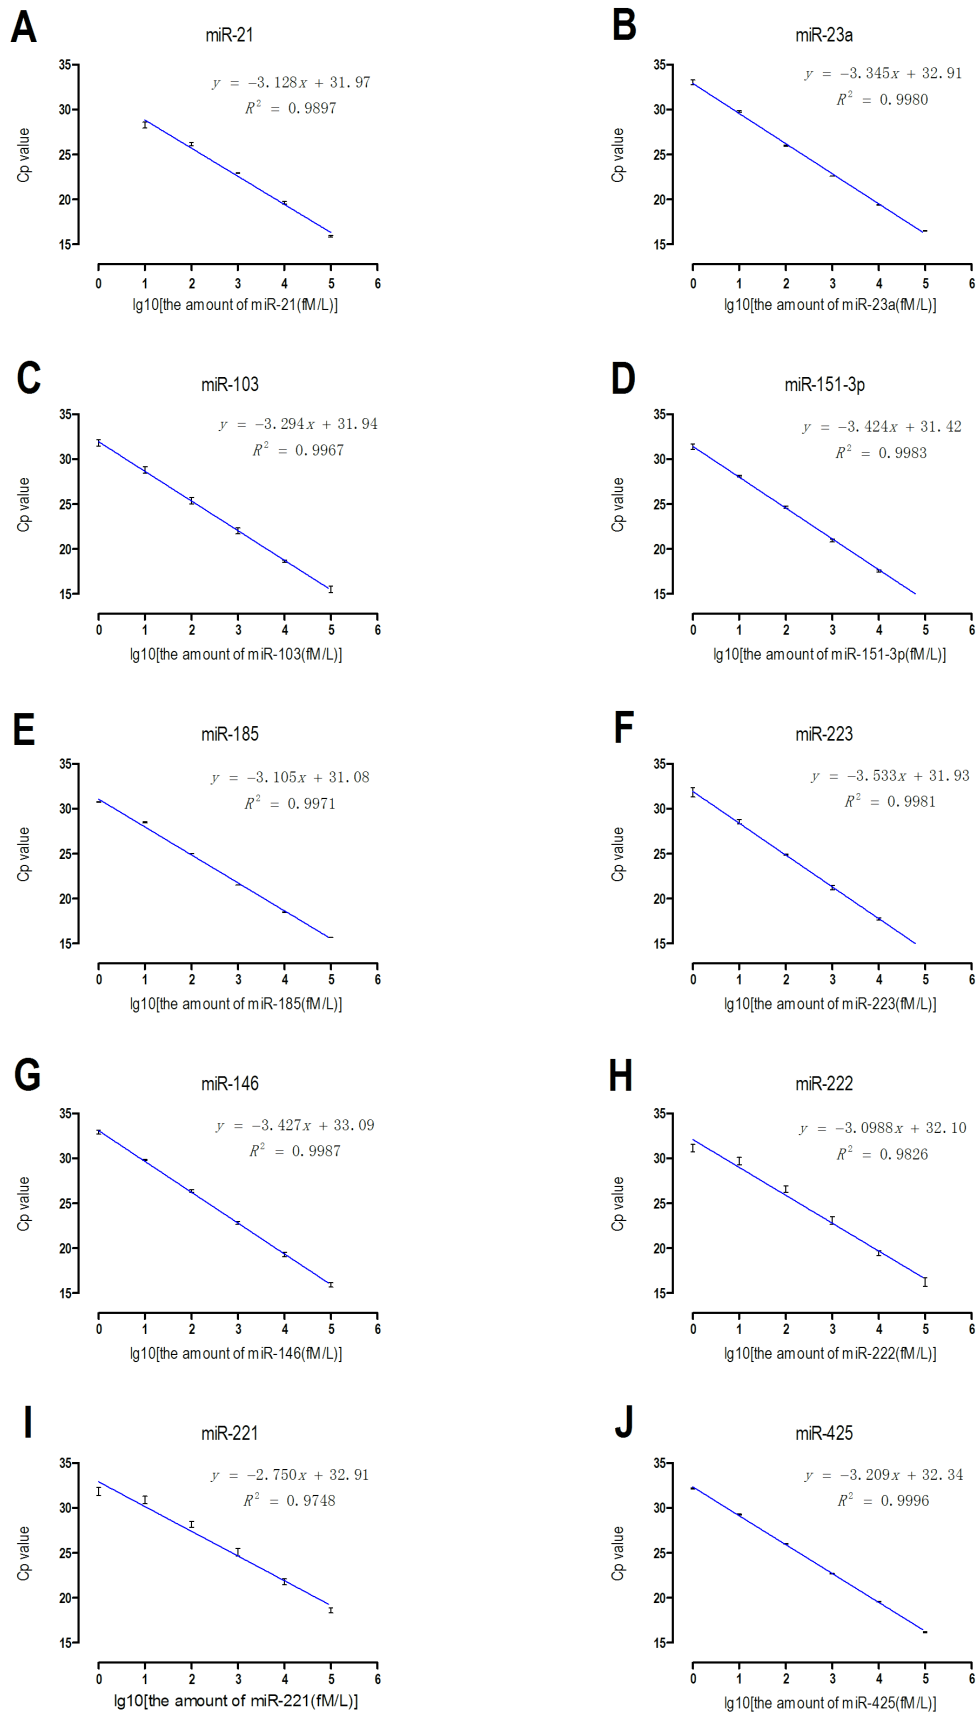 A
miR-21
y = −3.128x + 31.97
R² = 0.9897
Cp value
35
30
25
20
15
0 1 2 3 4 5 6
lg10[the amount of miR-21(fM/L)]
B
miR-23a
y = −3.345x + 32.91
R² = 0.9980
Cp value
35
30
25
20
15
0 1 2 3 4 5 6
lg10[the amount of miR-23a(fM/L)]
C
miR-103
y = −3.294x + 31.94
R² = 0.9967
Cp value
35
30
25
20
15
0 1 2 3 4 5 6
lg10[the amount of miR-103(fM/L)]
D
miR-151-3p
y = −3.424x + 31.42
R² = 0.9983
Cp value
35
30
25
20
15
0 1 2 3 4 5 6
lg10[the amount of miR-151-3p(fM/L)]
E
miR-185
y = −3.105x + 31.08
R² = 0.9971
Cp value
35
30
25
20
15
0 1 2 3 4 5 6
lg10[the amount of miR-185(fM/L)]
F
miR-223
y = −3.533x + 31.93
R² = 0.9981
Cp value
35
30
25
20
15
0 1 2 3 4 5 6
lg10[the amount of miR-223(fM/L)]
G
miR-146
y = −3.427x + 33.09
R² = 0.9987
Cp value
35
30
25
20
15
0 1 2 3 4 5 6
lg10[the amount of miR-146(fM/L)]
H
miR-222
y = −3.0988x + 32.10
R² = 0.9826
Cp value
35
30
25
20
15
0 1 2 3 4 5 6
lg10[the amount of miR-222(fM/L)]
I
miR-221
y = −2.750x + 32.91
R² = 0.9748
Cp value
35
30
25
20
15
0 1 2 3 4 5 6
lg10[the amount of miR-221(fM/L)]
J
miR-425
y = −3.209x + 32.34
R² = 0.9996
Cp value
35
30
25
20
15
0 1 2 3 4 5 6
lg10[the amount of miR-425(fM/L)]